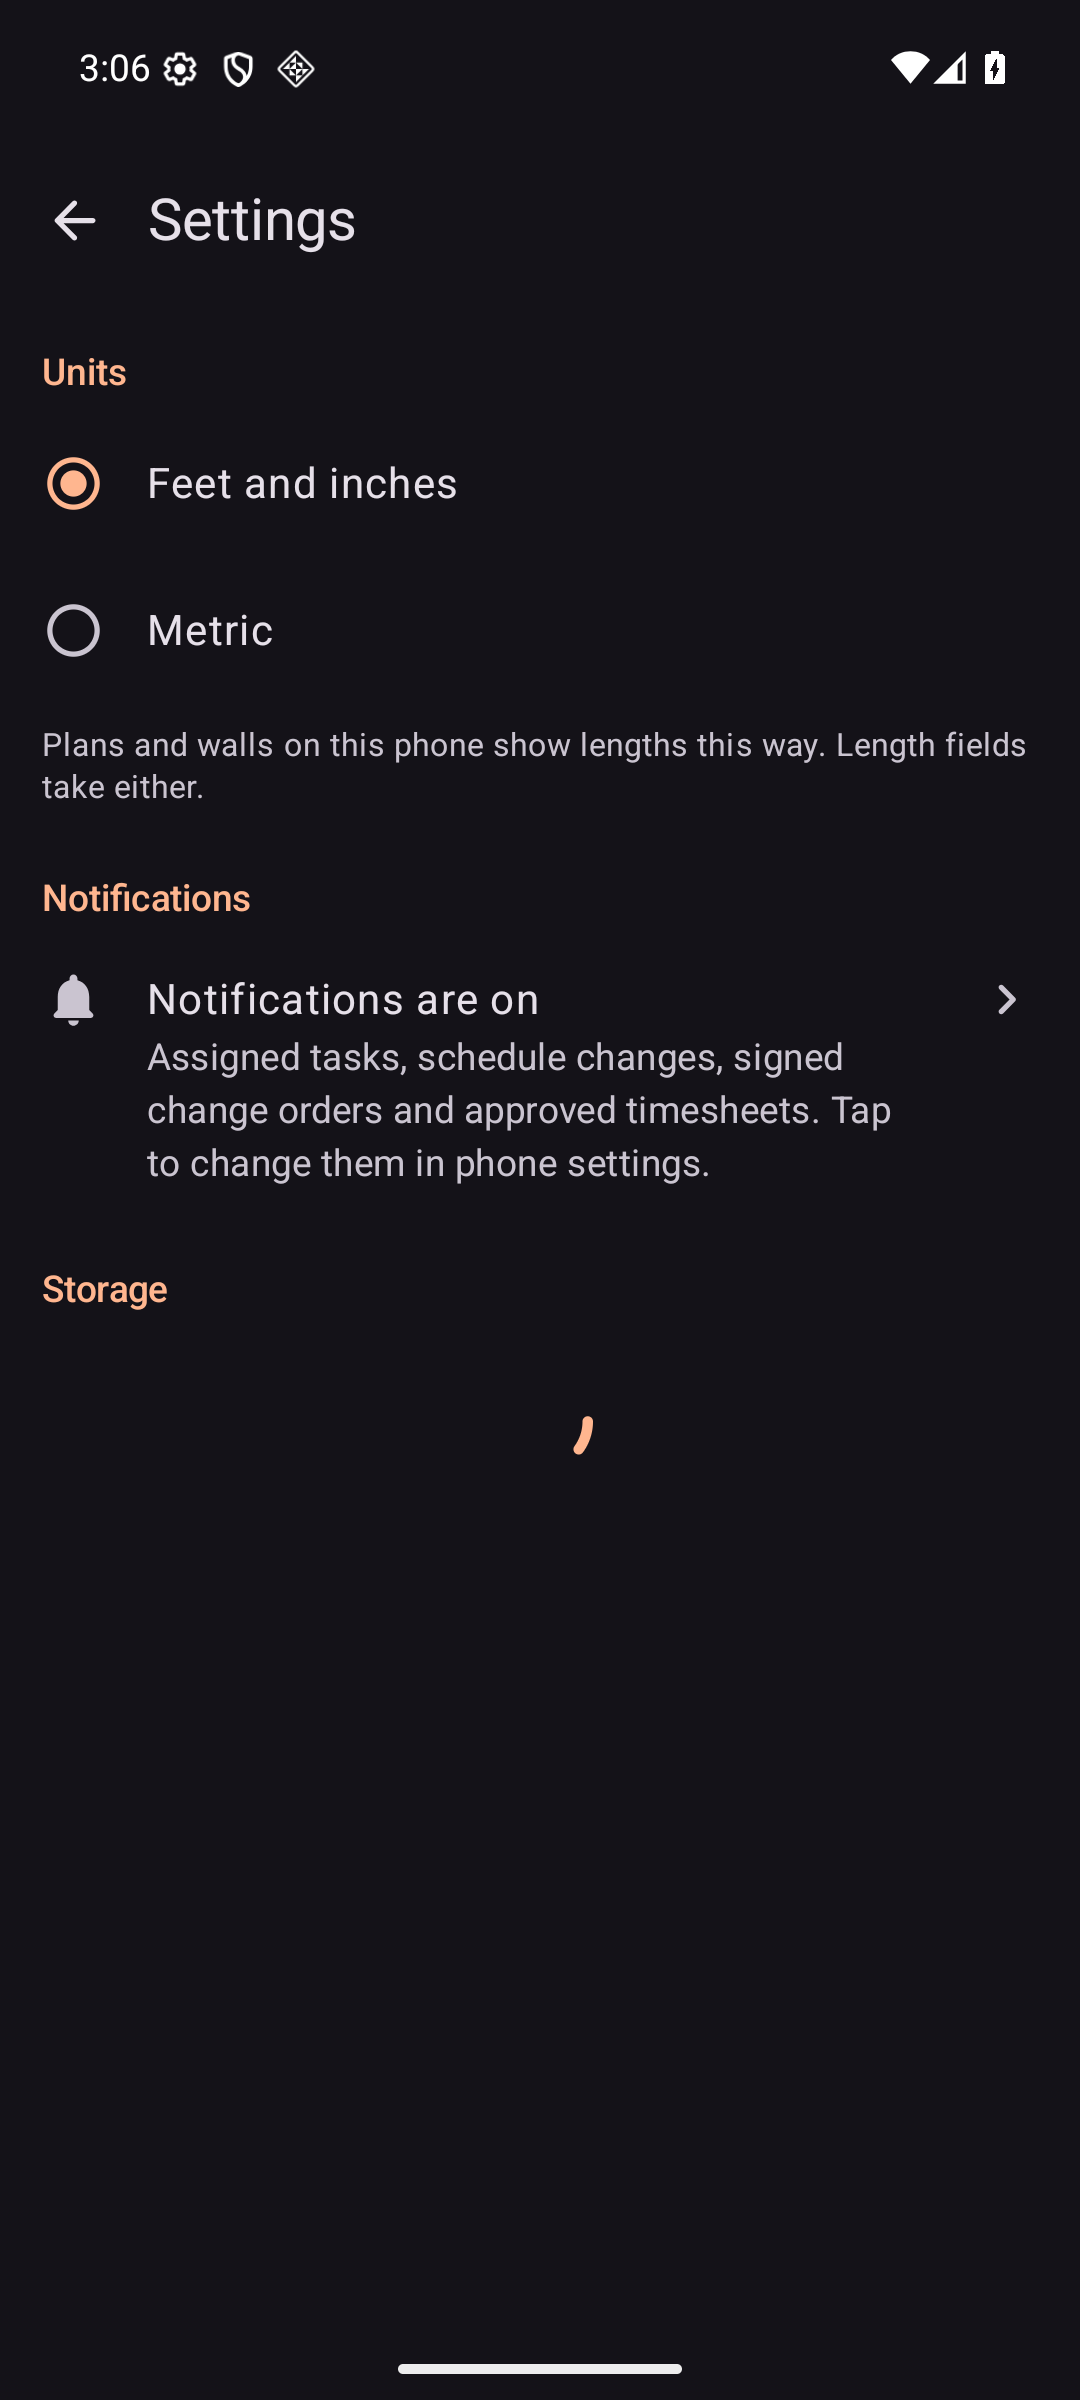 3:06
Settings
Units
Feet and inches
Metric
Plans and walls on this phone show lengths this way. Length fields
take either.
Notifications
Notifications are on
Assigned tasks, schedule changes, signed
change orders and approved timesheets. Tap
to change them in phone settings.
Storage